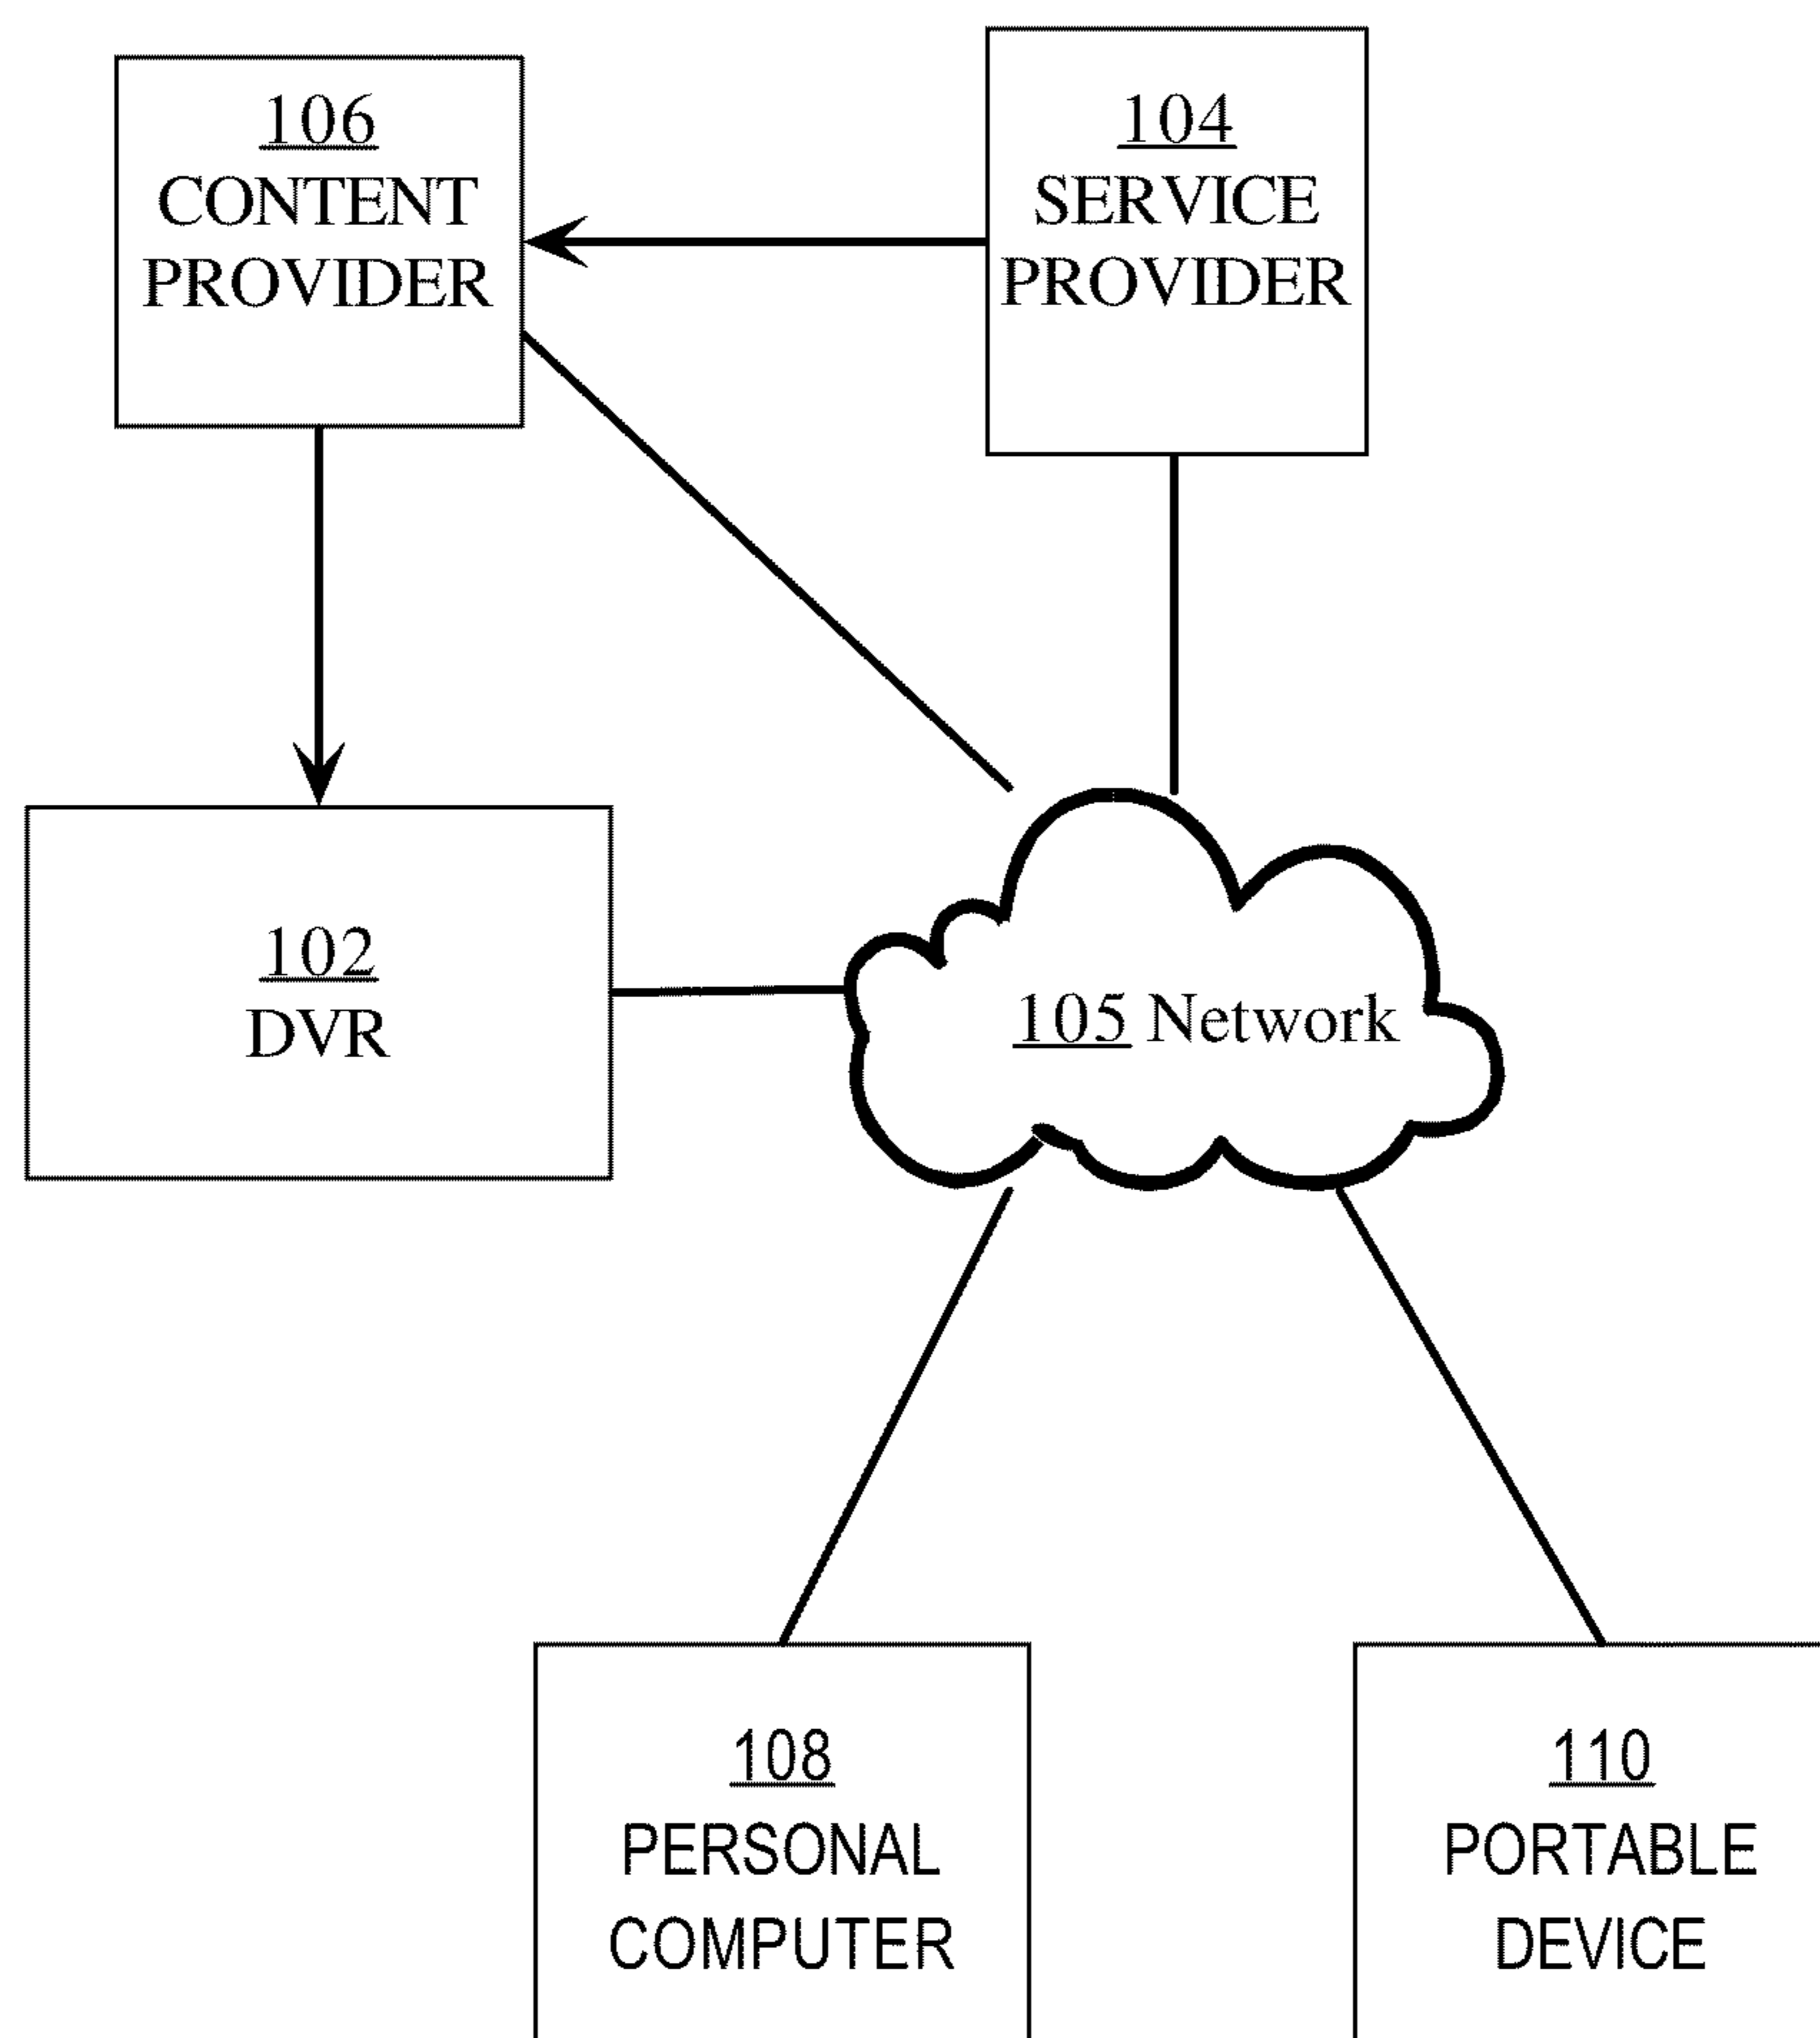 106
CONTENT
PROVIDER
104
SERVICE
PROVIDER
102
DVR
105 Network
108
PERSONAL
COMPUTER
110
PORTABLE
DEVICE